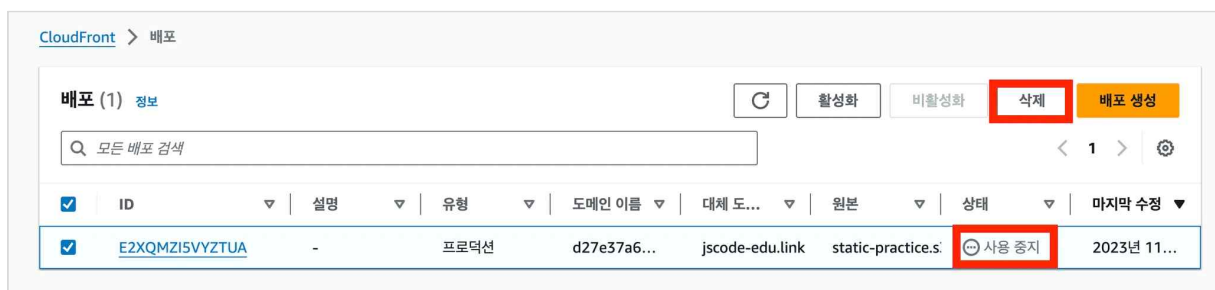 CloudFront > 배포
배포 (1) 정보
활성화 비활성화 삭제 배포 생성
모든 배포 검색
< 1 >
ID 설명 유형 도메인 이름 대체 도... 원본 상태 마지막 수정
E2XQMZI5VYZTUA - 프로덕션 d27e37a6... jscode-edu.link static-practice.s 사용 중지 2023년 11...